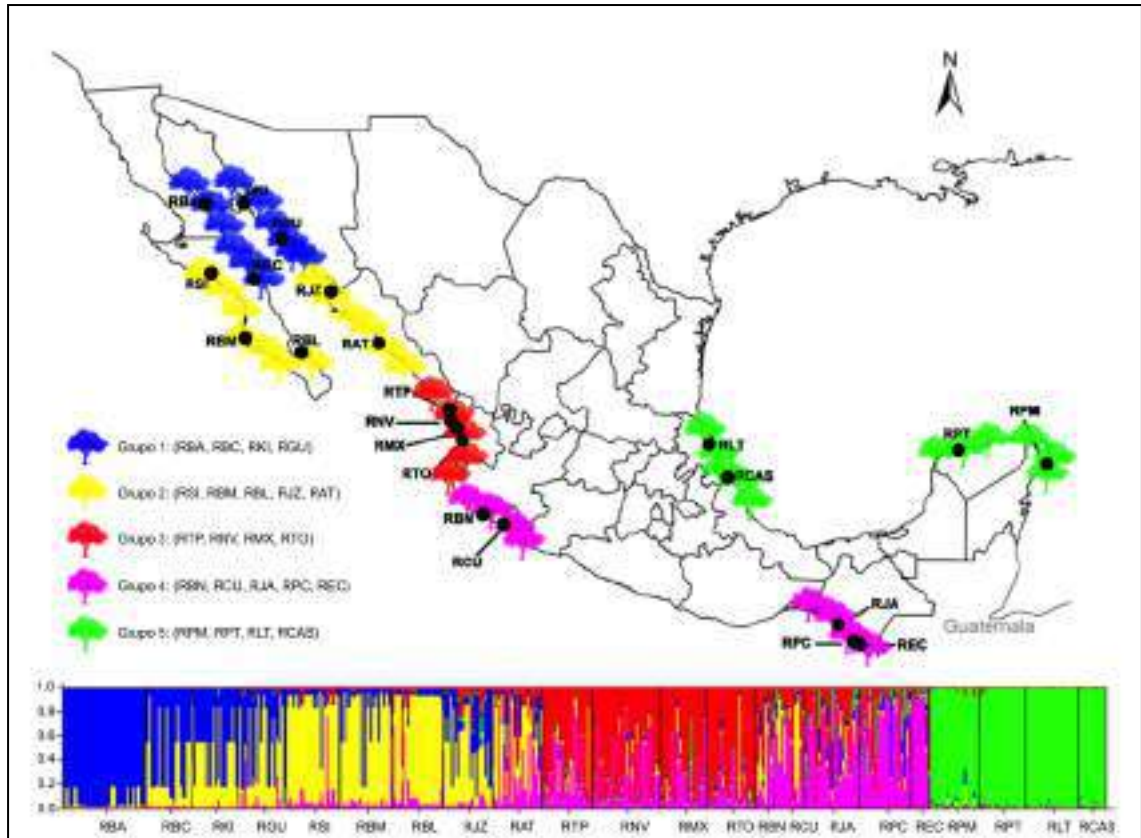 N
RBA
RKI
RGU
RBC
RSI
RJZ
RBM
RBL
RAT
RTP
RNV
RMX
RTO
RBN
RCU
RLT
RCAS
RPT
RPM
RJA
RPC
REC
Guatemala
Grupo 1: (RBA, RBC, RKI, RGU)
Grupo 2: (RSI, RBM, RBL, RJZ, RAT)
Grupo 3: (RTP, RNV, RMX, RTO)
Grupo 4: (RBN, RCU, RJA, RPC, REC)
Grupo 5: (RPM, RPT, RLT, RCAS)
1.0
0.8
0.6
0.4
0.2
0.0
RBA RBC RKI RGU RSI RBM RBL RJZ RAT RTP RNV RMX RTO RBN RCU RJA RPC REC RPM RPT RLT RCAS